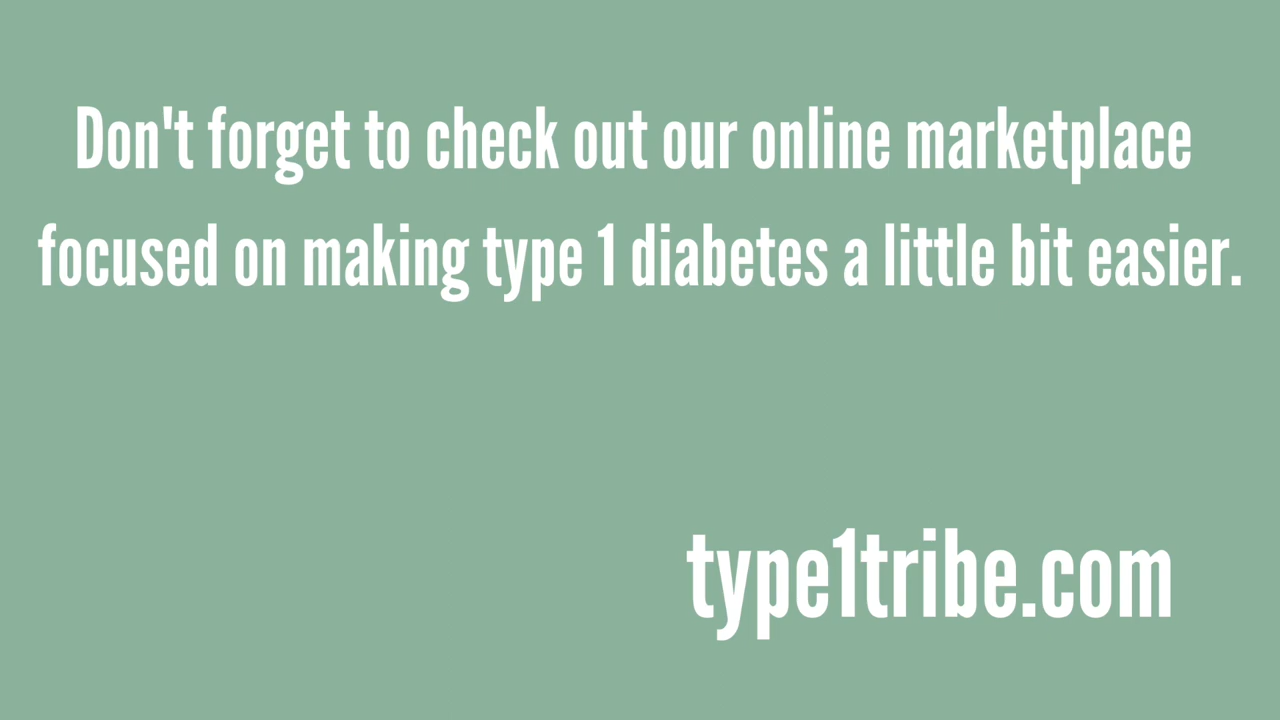 Don't forget to check out our online marketplace
focused on making type 1 diabetes a little bit easier.
type1tribe.com